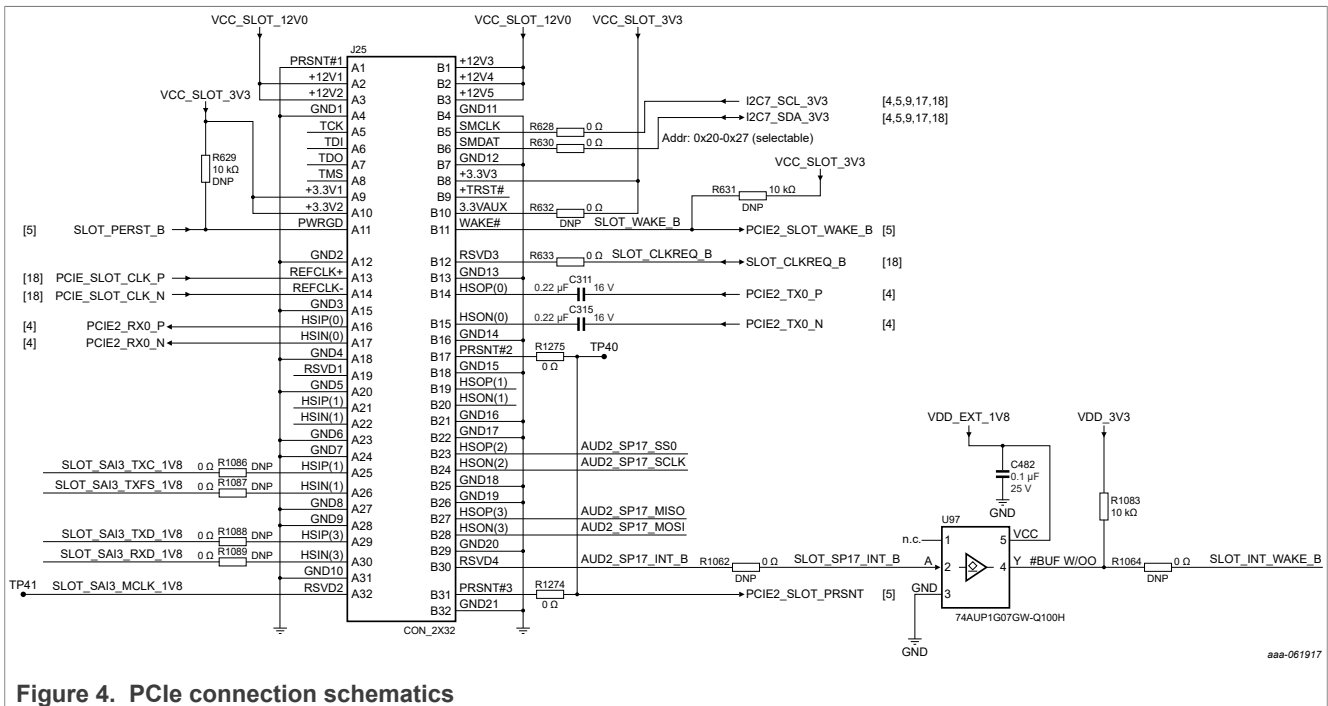 VCC_SLOT_12V0
VCC_SLOT_12V0
VCC_SLOT_3V3
J25
PRSNT#1 A1 B1 +12V3
+12V1 A2 B2 +12V4
+12V2 A3 B3 +12V5
VCC_SLOT_3V3
GND1 A4 B4 GND11
TCK A5 B5 SMCLK R628 0 Ω I2C7_SCL_3V3 [4,5,9,17,18]
TDI A6 B6 SMDAT R630 0 Ω I2C7_SDA_3V3 [4,5,9,17,18]
Addr: 0x20-0x27 (selectable)
TDO A7 B7 GND12
R629
10 kΩ
DNP
TMS A8 B8 +3.3V3
VCC_SLOT_3V3
+3.3V1 A9 B9 +TRST#
R631 10 kΩ
DNP
+3.3V2 A10 B10 3.3VAUX R632 0 Ω
DNP
[5] SLOT_PERST_B PWRGD A11 B11 WAKE# SLOT_WAKE_B PCIE2_SLOT_WAKE_B [5]
GND2 A12 B12 RSVD3 R633 0 Ω SLOT_CLKREQ_B SLOT_CLKREQ_B [18]
[18] PCIE_SLOT_CLK_P REFCLK+ A13 B13 GND13
[18] PCIE_SLOT_CLK_N REFCLK- A14 B14 HSOP(0) 0.22 µF C311 16 V PCIE2_TX0_P [4]
GND3 A15 B15 HSON(0) 0.22 µF C315 16 V PCIE2_TX0_N [4]
[4] PCIE2_RX0_P HSIP(0) A16 B16 GND14
[4] PCIE2_RX0_N HSIN(0) A17 B17 PRSNT#2 R1275 0 Ω TP40
GND4 A18 B18 GND15
RSVD1 A19 B19 HSOP(1)
GND5 A20 B20 HSON(1)
HSIP(1) A21 B21 GND16
HSIN(1) A22 B22 GND17
GND6 A23 B23 HSOP(2) AUD2_SP17_SS0
GND7 A24 B24 HSON(2) AUD2_SP17_SCLK
SLOT_SAI3_TXC_1V8 0 Ω R1086 DNP HSIP(1) A25 B25 GND18
SLOT_SAI3_TXFS_1V8 0 Ω R1087 DNP HSIN(1) A26 B26 GND19
GND8 A27 B27 HSOP(3) AUD2_SP17_MISO
GND9 A28 B28 HSON(3) AUD2_SP17_MOSI
SLOT_SAI3_TXD_1V8 0 Ω R1088 DNP HSIP(3) A29 B29 GND20
SLOT_SAI3_RXD_1V8 0 Ω R1089 DNP HSIN(3) A30 B30 RSVD4 AUD2_SP17_INT_B R1062 0 Ω DNP SLOT_SP17_INT_B
GND10 A31 B31 PRSNT#3 R1274 0 Ω PCIE2_SLOT_PRSNT [5]
TP41 SLOT_SAI3_MCLK_1V8 RSVD2 A32 B32 GND21
CON_2X32
VDD_EXT_1V8
VDD_3V3
C482
0.1 µF
25 V
GND
R1083
10 kΩ
U97
n.c. 1 5 VCC
A 2 4 Y #BUF W/OO R1064 0 Ω DNP SLOT_INT_WAKE_B
GND 3
74AUP1G07GW-Q100H
GND
aaa-061917
Figure 4. PCIe connection schematics